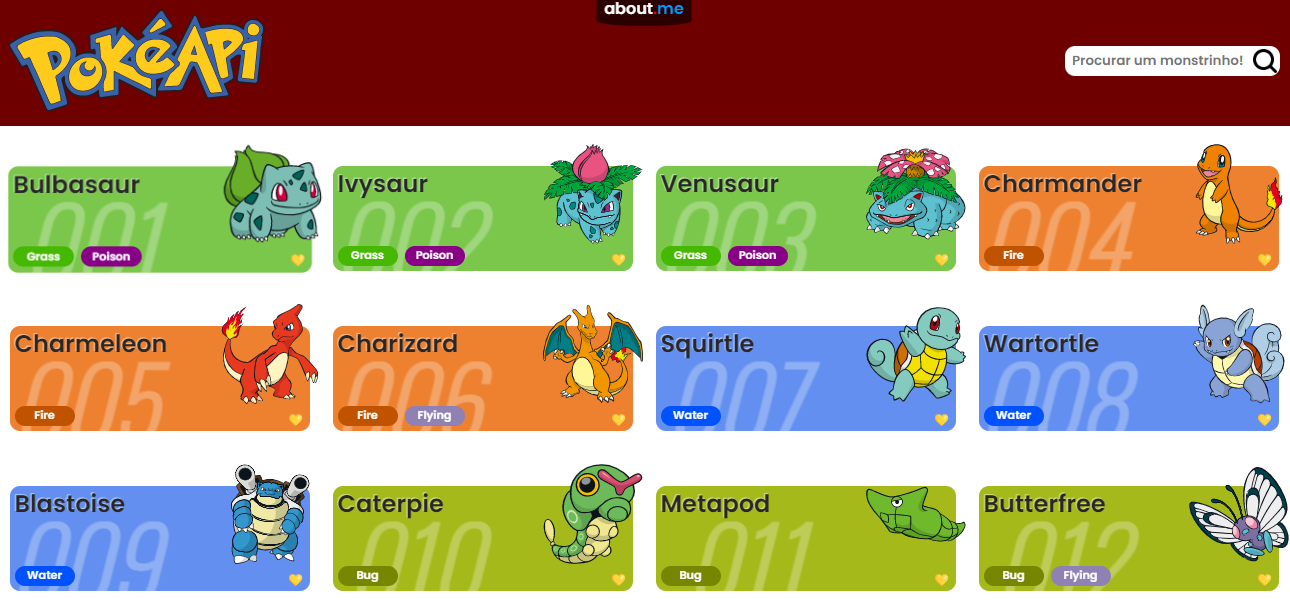 about.me
PokéApi
Procurar um monstrinho!
Bulbasaur
001
Grass Poison
Ivysaur
002
Grass Poison
Venusaur
003
Grass Poison
Charmander
004
Fire
Charmeleon
005
Fire
Charizard
006
Fire Flying
Squirtle
007
Water
Wartortle
008
Water
Blastoise
009
Water
Caterpie
010
Bug
Metapod
011
Bug
Butterfree
012
Bug Flying